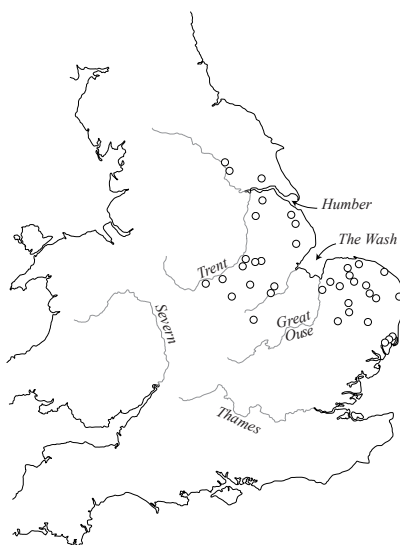 Humber
The Wash
Trent
Severn
Great
Ouse
Thames